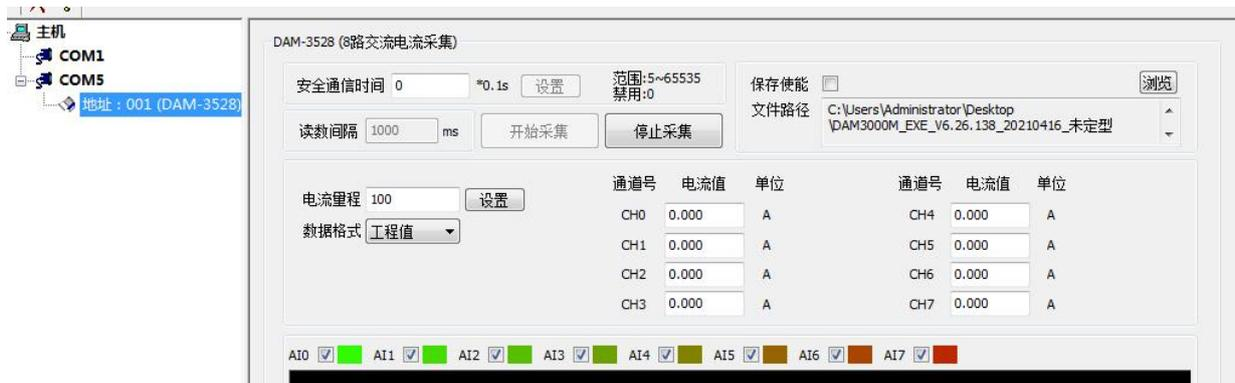 主机
COM1
COM5
地址：001 (DAM-3528)
DAM-3528 (8路交流电流采集)
安全通信时间 0 *0.1s 设置 范围:5~65535
禁用:0
读数间隔 1000 ms 开始采集 停止采集
保存使能 浏览
文件路径 C:\Users\Administrator\Desktop
\DAM3000M_EXE_V6.26.138_20210416_未定型
电流量程 100 设置
数据格式 工程值
通道号 电流值 单位 通道号 电流值 单位
CH0 0.000 A CH4 0.000 A
CH1 0.000 A CH5 0.000 A
CH2 0.000 A CH6 0.000 A
CH3 0.000 A CH7 0.000 A
AI0 AI1 AI2 AI3 AI4 AI5 AI6 AI7